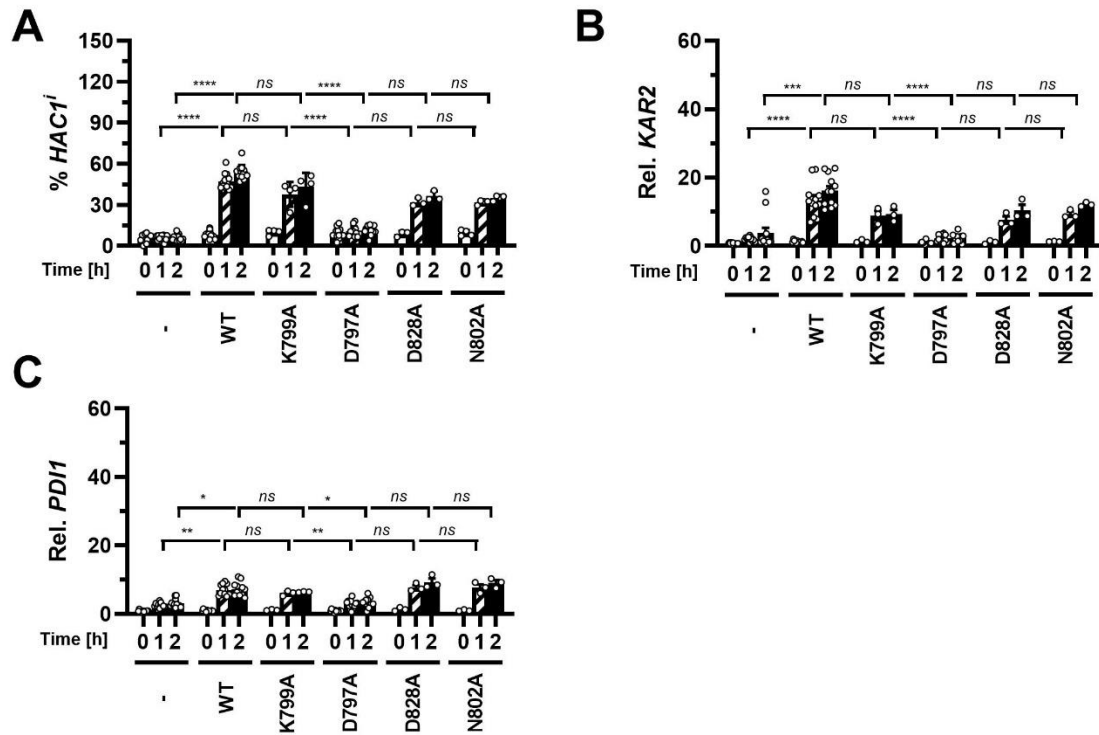 A
% HAC1ⁱ
150
120
90
60
30
0
**** ns **** ns ns
**** ns **** ns ns
Time [h] 0 1 2 0 1 2 0 1 2 0 1 2 0 1 2 0 1 2
- WT K799A D797A D828A N802A
B
Rel. KAR2
60
40
20
0
*** ns **** ns ns
**** ns **** ns ns
Time [h] 0 1 2 0 1 2 0 1 2 0 1 2 0 1 2 0 1 2
- WT K799A D797A D828A N802A
C
Rel. PDI1
60
40
20
0
* ns * ns ns
** ns ** ns ns
Time [h] 0 1 2 0 1 2 0 1 2 0 1 2 0 1 2 0 1 2
- WT K799A D797A D828A N802A